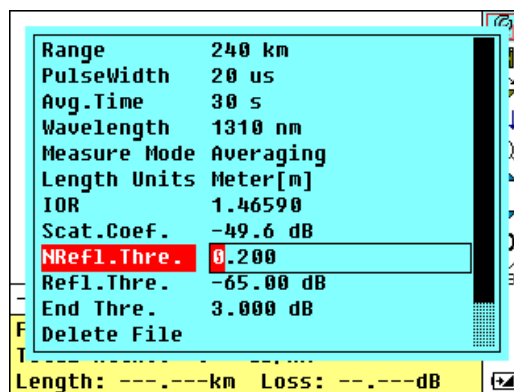 Range 240 km
PulseWidth 20 us
Avg.Time 30 s
Wavelength 1310 nm
Measure Mode Averaging
Length Units Meter[m]
IOR 1.46590
Scat.Coef. -49.6 dB
NRefl.Thre. 0.200
Refl.Thre. -65.00 dB
End Thre. 3.000 dB
Delete File
Length: ---.---km Loss: --.---dB